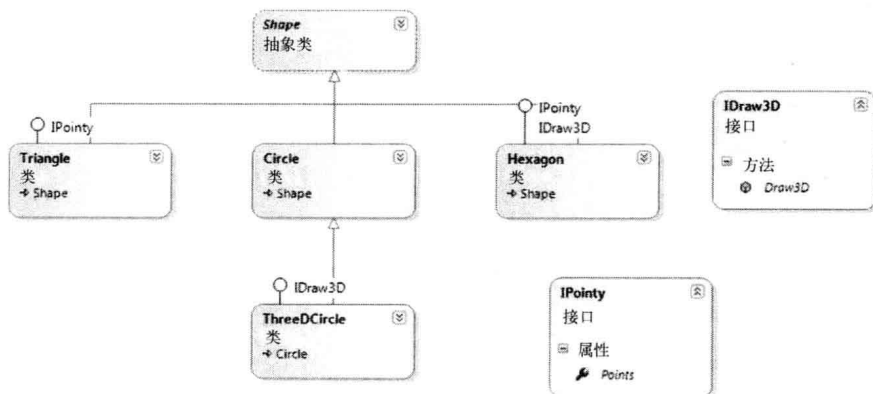 Shape
抽象类
IPointy
Triangle
类
Shape
Circle
类
Shape
IPointy
IDraw3D
Hexagon
类
Shape
IDraw3D
接口
方法
Draw3D
IDraw3D
ThreeDCircle
类
Circle
IPointy
接口
属性
Points